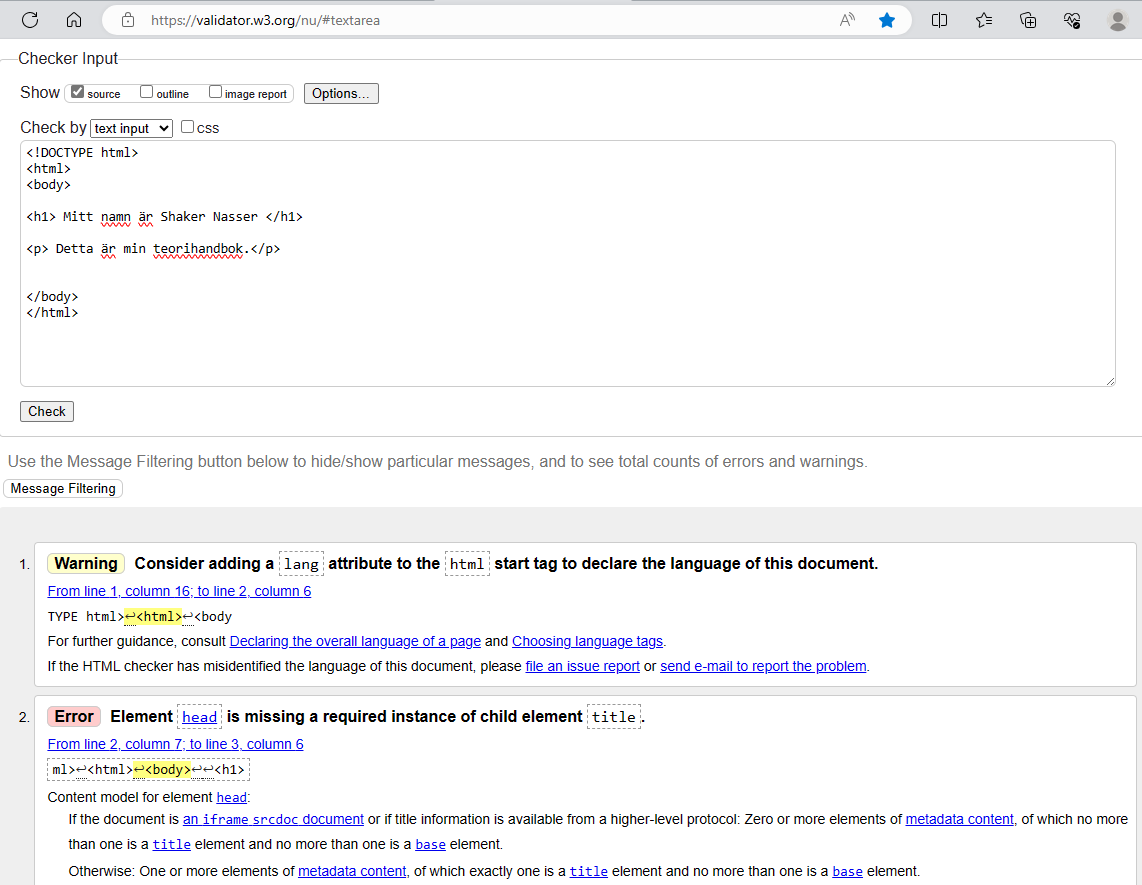 https://validator.w3.org/nu/#textarea
Checker Input
Show source outline image report Options...
Check by text input css
<!DOCTYPE html>
<html>
<body>
<h1> Mitt namn är Shaker Nasser </h1>
<p> Detta är min teorihandbok.</p>
</body>
</html>
Check
Use the Message Filtering button below to hide/show particular messages, and to see total counts of errors and warnings.
Message Filtering
1. Warning Consider adding a lang attribute to the html start tag to declare the language of this document.
From line 1, column 16; to line 2, column 6
TYPE html>↩<html>↩<body
For further guidance, consult Declaring the overall language of a page and Choosing language tags.
If the HTML checker has misidentified the language of this document, please file an issue report or send e-mail to report the problem.
2. Error Element head is missing a required instance of child element title.
From line 2, column 7; to line 3, column 6
ml>↩<html>↩<body>↩↩<h1>
Content model for element head:
If the document is an iframe srcdoc document or if title information is available from a higher-level protocol: Zero or more elements of metadata content, of which no more
than one is a title element and no more than one is a base element.
Otherwise: One or more elements of metadata content, of which exactly one is a title element and no more than one is a base element.